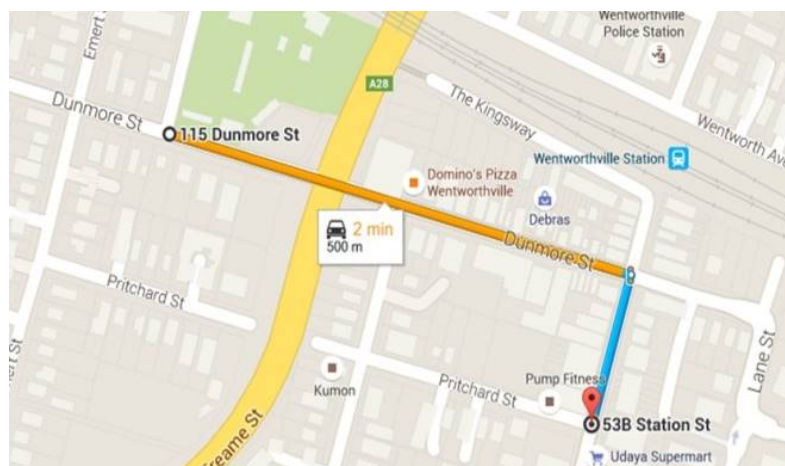 Wentworthville
Police Station
Emert
A28
Dunmore St
115 Dunmore St
The Kingsway
Wentworth Av
Wentworthville Station
Domino's Pizza
Wentworthville
Debras
2 min
500 m
Dunmore St
Pritchard St
Lane St
Kumon
Pump Fitness
Pritchard St
53B Station St
Freame St
Udaya Supermart